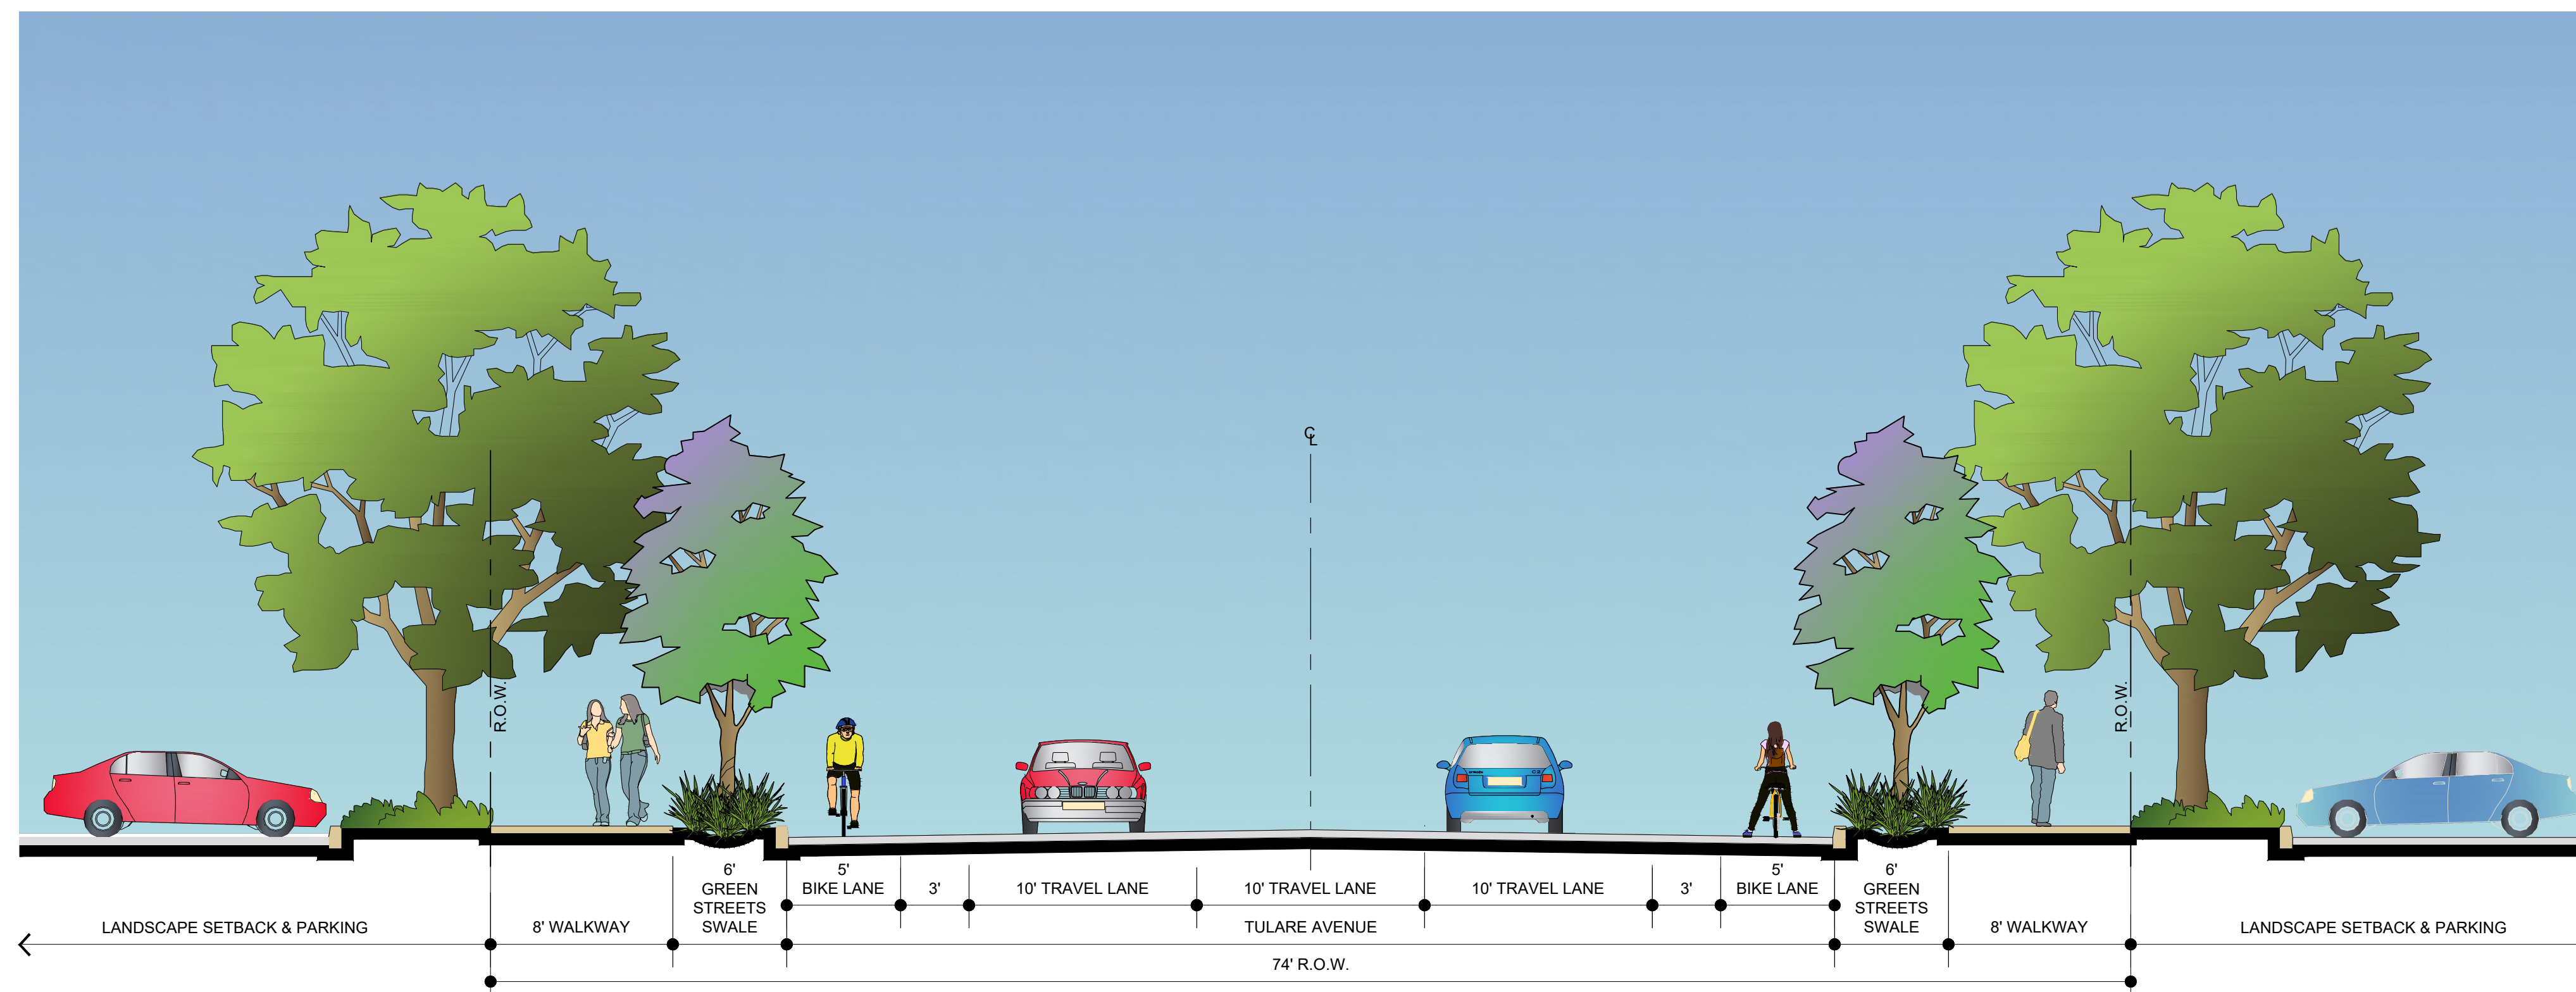 ℄
R.O.W.
R.O.W.
6'
GREEN
STREETS
SWALE
5'
BIKE LANE
3'
10' TRAVEL LANE
10' TRAVEL LANE
10' TRAVEL LANE
3'
5'
BIKE LANE
6'
GREEN
STREETS
SWALE
LANDSCAPE SETBACK & PARKING
8' WALKWAY
TULARE AVENUE
8' WALKWAY
LANDSCAPE SETBACK & PARKING
74' R.O.W.